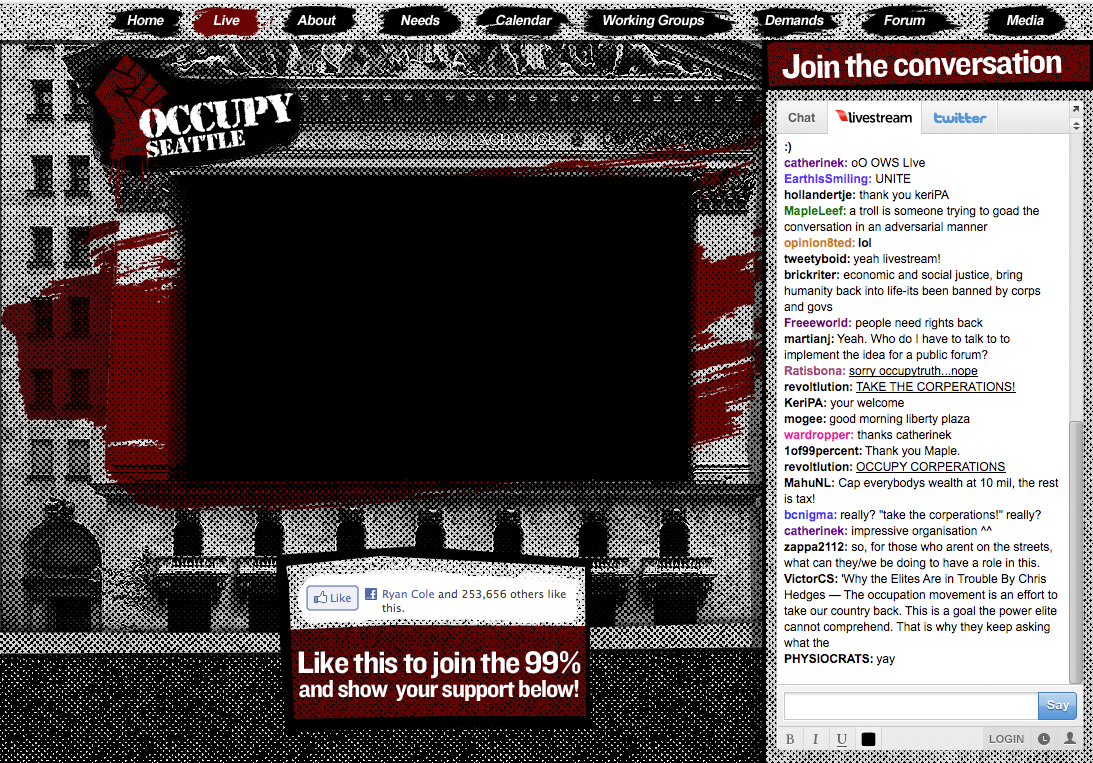 Home Live About Needs Calendar Working Groups Demands Forum Media
OCCUPY
SEATTLE
Join the conversation
Chat livestream twitter
:)
catherinek: oO OWS LIve
EarthIsSmiling: UNITE
hollandertje: thank you keriPA
MapleLeef: a troll is someone trying to goad the
conversation in an adversarial manner
opinion8ted: lol
tweetyboid: yeah livestream!
brickriter: economic and social justice, bring
humanity back into life-its been banned by corps
and govs
Freeeworld: people need rights back
martianj: Yeah. Who do I have to talk to to
implement the idea for a public forum?
Ratisbona: sorry occupytruth...nope
revoltlution: TAKE THE CORPERATIONS!
KeriPA: your welcome
mogee: good morning liberty plaza
wardropper: thanks catherinek
1of99percent: Thank you Maple.
revoltlution: OCCUPY CORPERATIONS
MahuNL: Cap everybodys wealth at 10 mil, the rest
is tax!
bcnigma: really? "take the corperations!" really?
catherinek: impressive organisation ^^
zappa2112: so, for those who arent on the streets,
what can they/we be doing to have a role in this.
VictorCS: 'Why the Elites Are in Trouble By Chris
Hedges — The occupation movement is an effort to
take our country back. This is a goal the power elite
cannot comprehend. That is why they keep asking
what the
PHYSIOCRATS: yay
Say
B I U LOGIN
Like Ryan Cole and 253,656 others like
this.
Like this to join the 99%
and show your support below!